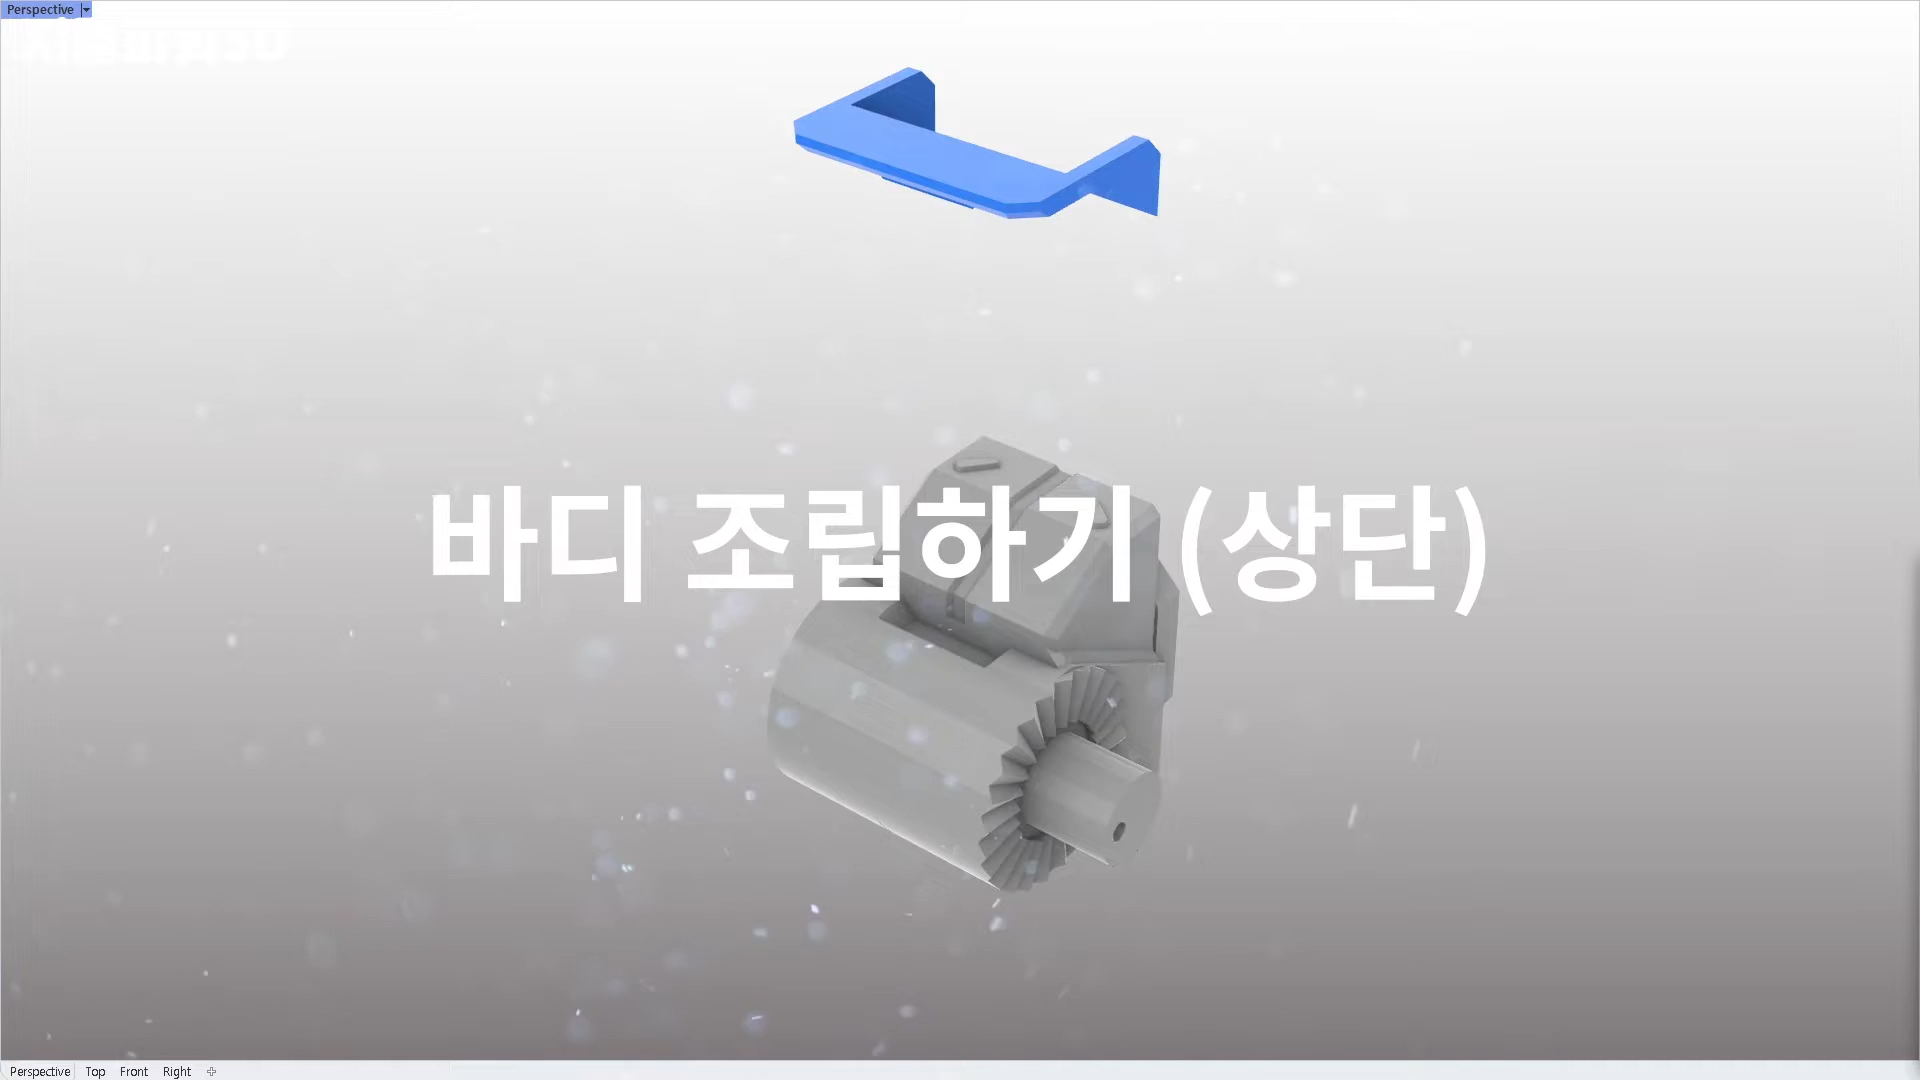 Perspective
바디 조립하기 (상단)
Perspective Top Front Right